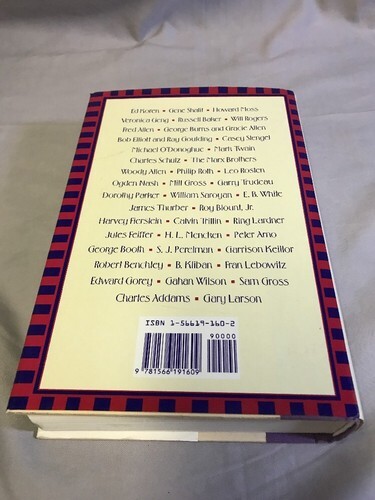 Ed Koren • Gene Shalit • Howard Moss
Veronica Geng • Russell Baker • Will Rogers
Fred Allen • George Burns and Gracie Allen
Bob Elliott and Ray Goulding • Casey Stengel
Michael O'Donoghue • Mark Twain
Charles Schulz • The Marx Brothers
Woody Allen • Philip Roth • Leo Rosten
Ogden Nash • Milt Gross • Garry Trudeau
Dorothy Parker • William Saroyan • E. B. White
James Thurber • Roy Blount, Jr.
Harvey Fierstein • Calvin Trillin • Ring Lardner
Jules Feiffer • H. L. Mencken • Peter Arno
George Booth • S. J. Perelman • Garrison Keillor
Robert Benchley • B. Kliban • Fran Lebowitz
Edward Gorey • Gahan Wilson • Sam Gross
Charles Addams • Gary Larson
ISBN 1-56619-160-2
90000
9 781566 191609